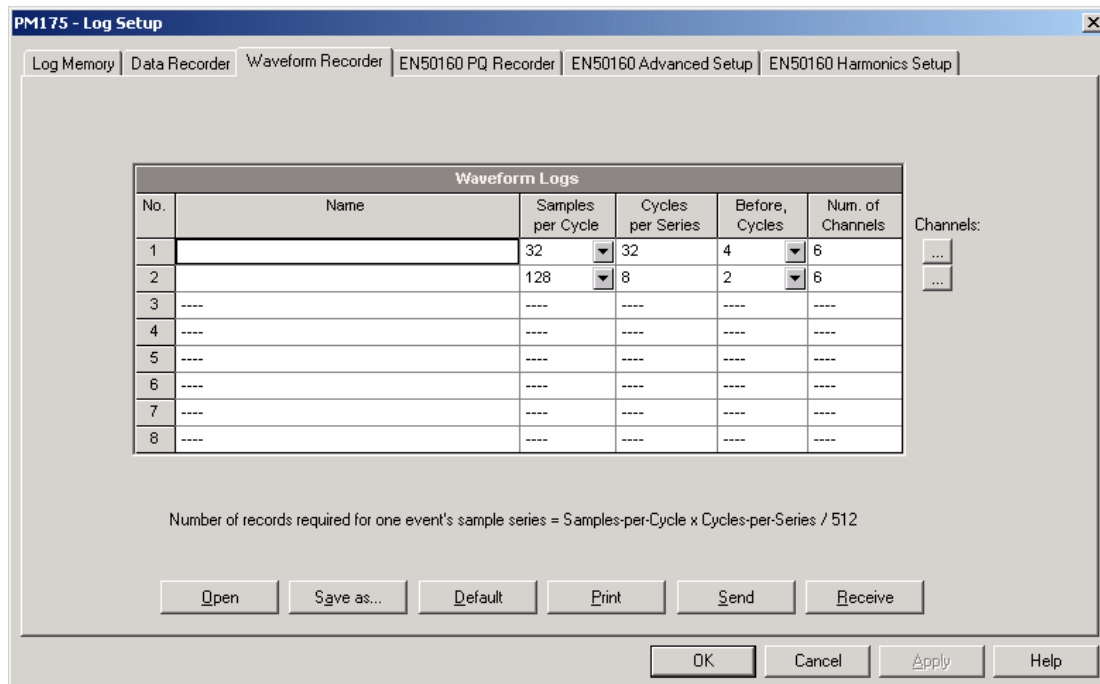 PM175 - Log Setup
Log Memory Data Recorder Waveform Recorder EN50160 PQ Recorder EN50160 Advanced Setup EN50160 Harmonics Setup
Waveform Logs
No. Name Samples per Cycle Cycles per Series Before, Cycles Num. of Channels Channels:
1 32 32 4 6 ...
2 128 8 2 6 ...
3 ---- ---- ---- ---- ----
4 ---- ---- ---- ---- ----
5 ---- ---- ---- ---- ----
6 ---- ---- ---- ---- ----
7 ---- ---- ---- ---- ----
8 ---- ---- ---- ---- ----
Number of records required for one event's sample series = Samples-per-Cycle x Cycles-per-Series / 512
Open Save as... Default Print Send Receive
OK Cancel Apply Help